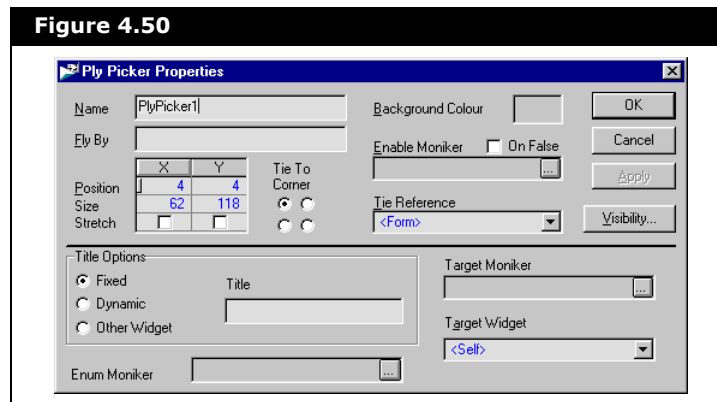 Figure 4.50
Ply Picker Properties
Name PlyPicker1 Background Colour OK
Fly By Enable Moniker On False Cancel
X Y Tie To
Position 4 4 Corner ... Apply
Size 62 118 Tie Reference
Stretch <Form> Visibility...
Title Options
Fixed Title Target Moniker
Dynamic ...
Other Widget Target Widget
<Self>
Enum Moniker ...